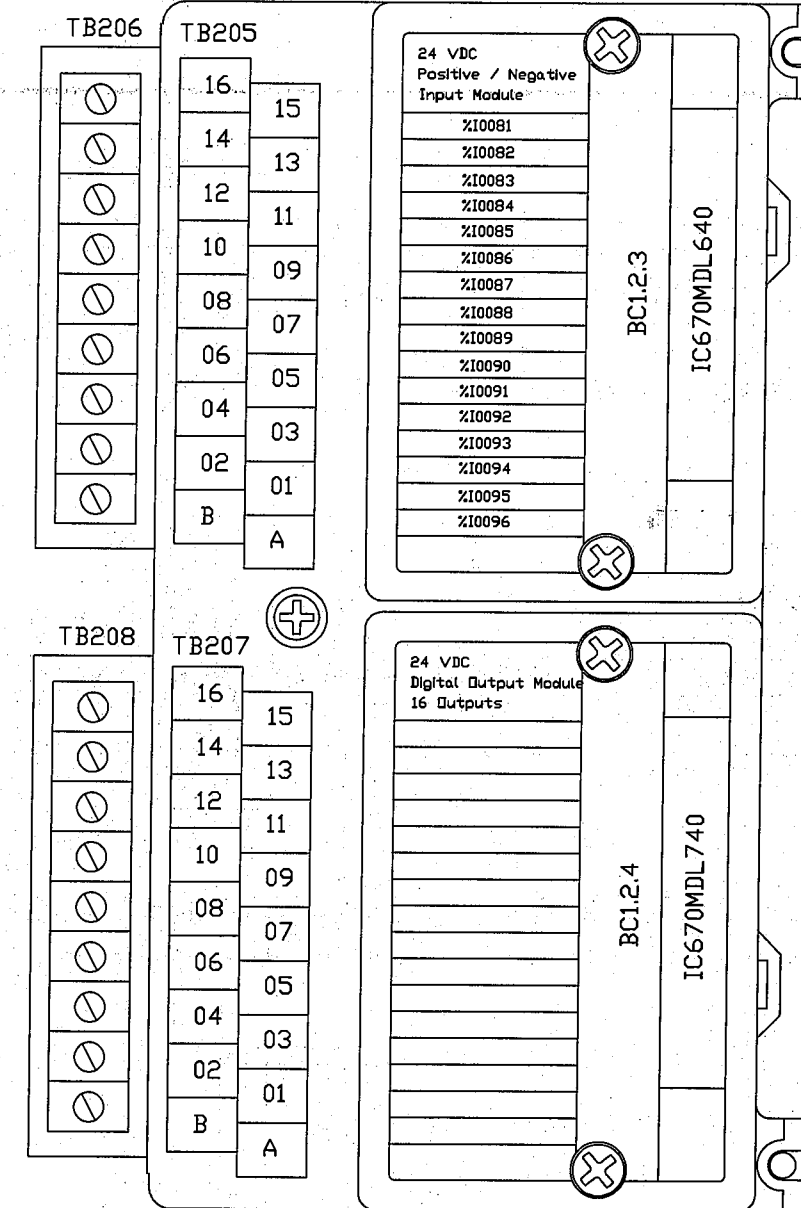 TB206
TB205
16
15
14
13
12
11
10
09
08
07
06
05
04
03
02
01
B
A
24 VDC
Positive / Negative
Input Module
%I0081
%I0082
%I0083
%I0084
%I0085
%I0086
%I0087
%I0088
%I0089
%I0090
%I0091
%I0092
%I0093
%I0094
%I0095
%I0096
BC1.2.3
IC670MDL640
TB208
TB207
16
15
14
13
12
11
10
09
08
07
06
05
04
03
02
01
B
A
24 VDC
Digital Output Module
16 Outputs
BC1.2.4
IC670MDL740